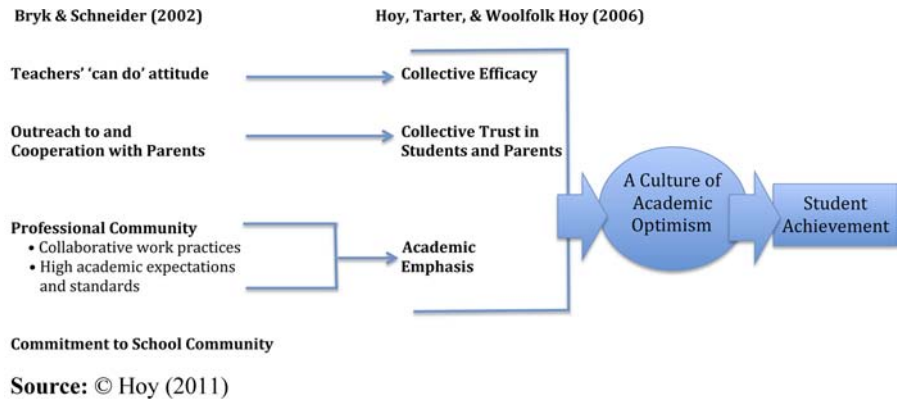 Bryk & Schneider (2002)
Hoy, Tarter, & Woolfolk Hoy (2006)
Teachers' 'can do' attitude
Collective Efficacy
Outreach to and
Cooperation with Parents
Collective Trust in
Students and Parents
A Culture of
Academic
Optimism
Student
Achievement
Professional Community
• Collaborative work practices
• High academic expectations
and standards
Academic
Emphasis
Commitment to School Community
Source: © Hoy (2011)